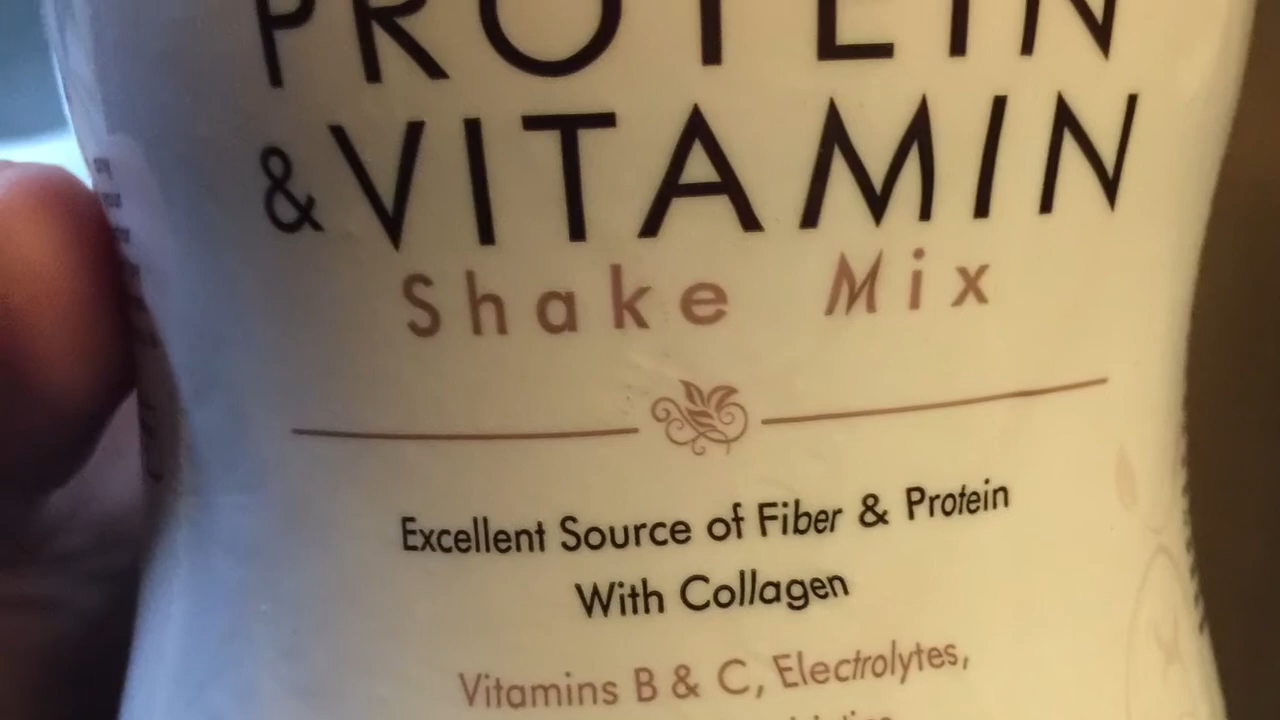 PROTEIN
& VITAMIN
Shake Mix
Excellent Source of Fiber & Protein
With Collagen
Vitamins B & C, Electrolytes,